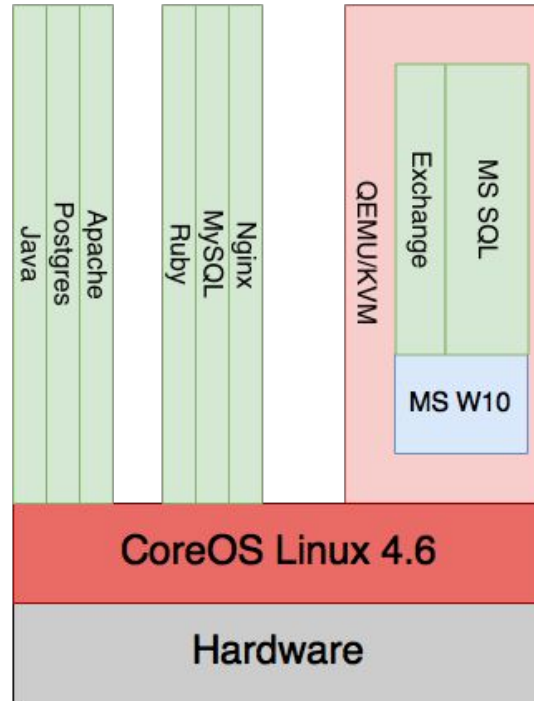 Java
Postgres
Apache
Ruby
MySQL
Nginx
QEMU/KVM
Exchange
MS SQL
MS W10
CoreOS Linux 4.6
Hardware